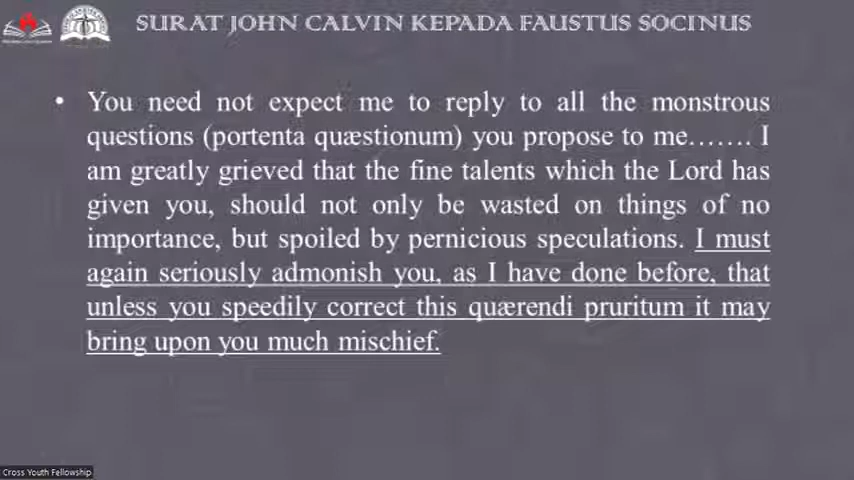 SURAT JOHN CALVIN KEPADA FAUSTUS SOCINUS
• You need not expect me to reply to all the monstrous
questions (portenta quæstionum) you propose to me……. I
am greatly grieved that the fine talents which the Lord has
given you, should not only be wasted on things of no
importance, but spoiled by pernicious speculations. I must
again seriously admonish you, as I have done before, that
unless you speedily correct this quærendi pruritum it may
bring upon you much mischief.
Cross Youth Fellowship